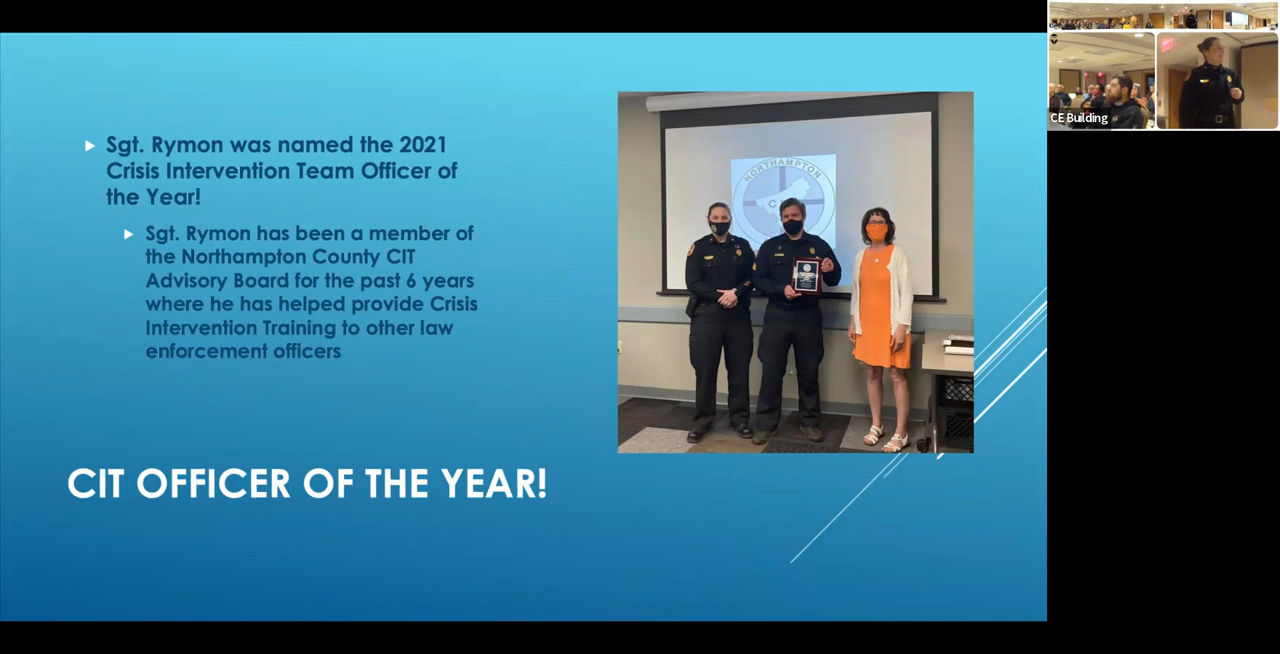 Sgt. Rymon was named the 2021
Crisis Intervention Team Officer of
the Year!
Sgt. Rymon has been a member of
the Northampton County CIT
Advisory Board for the past 6 years
where he has helped provide Crisis
Intervention Training to other law
enforcement officers
CIT OFFICER OF THE YEAR!
NORTHAMPTON
CE Building